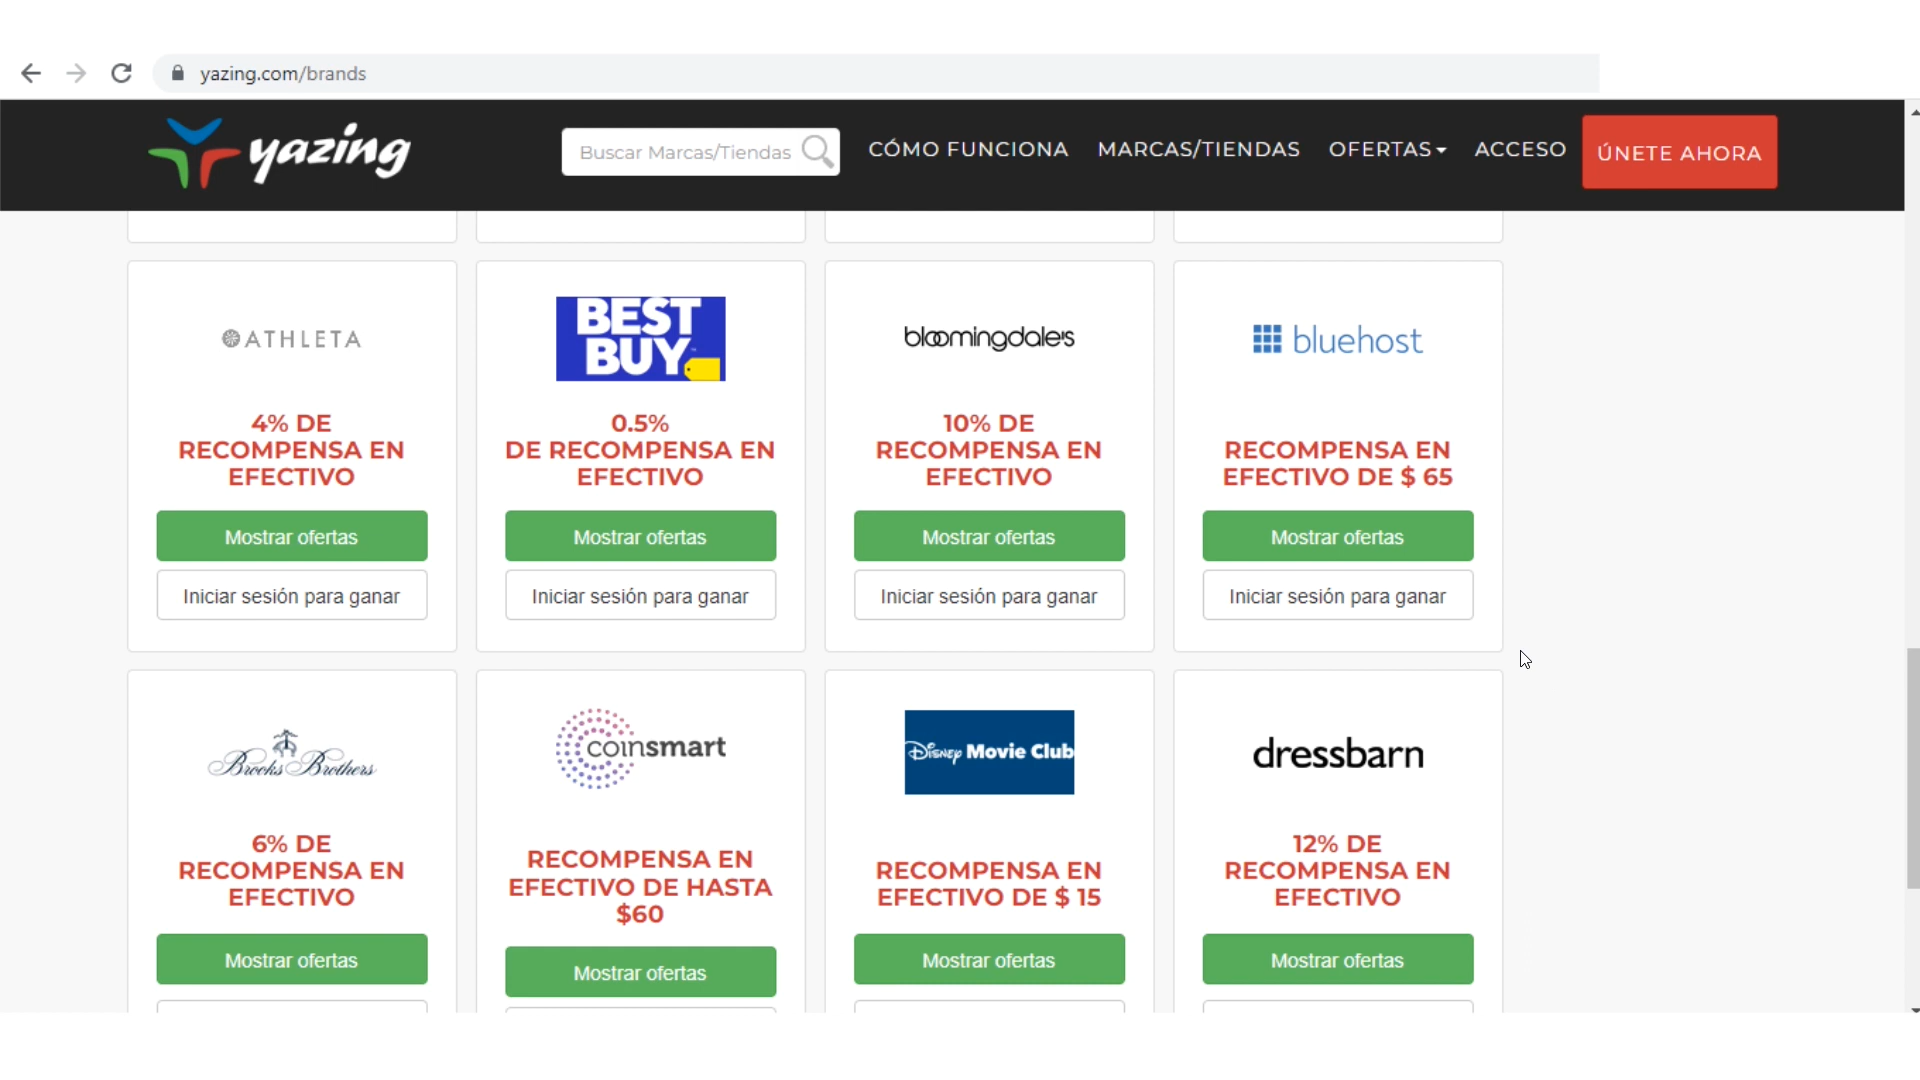 yazing.com/brands
yazing
Buscar Marcas/Tiendas
CÓMO FUNCIONA
MARCAS/TIENDAS
OFERTAS
ACCESO
ÚNETE AHORA
ATHLETA
4% DE
RECOMPENSA EN
EFECTIVO
Mostrar ofertas
Iniciar sesión para ganar
BEST
BUY
0.5%
DE RECOMPENSA EN
EFECTIVO
Mostrar ofertas
Iniciar sesión para ganar
bloomingdale's
10% DE
RECOMPENSA EN
EFECTIVO
Mostrar ofertas
Iniciar sesión para ganar
bluehost
RECOMPENSA EN
EFECTIVO DE $ 65
Mostrar ofertas
Iniciar sesión para ganar
Brooks Brothers
6% DE
RECOMPENSA EN
EFECTIVO
Mostrar ofertas
coinsmart
RECOMPENSA EN
EFECTIVO DE HASTA
$60
Mostrar ofertas
Disney Movie Club
RECOMPENSA EN
EFECTIVO DE $ 15
Mostrar ofertas
dressbarn
12% DE
RECOMPENSA EN
EFECTIVO
Mostrar ofertas